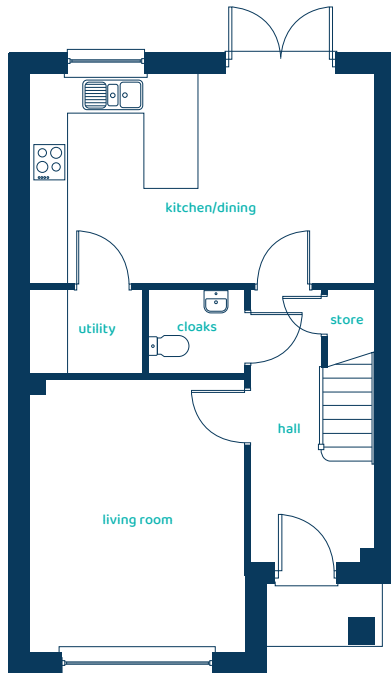 kitchen/dining
utility
cloaks
store
hall
living room